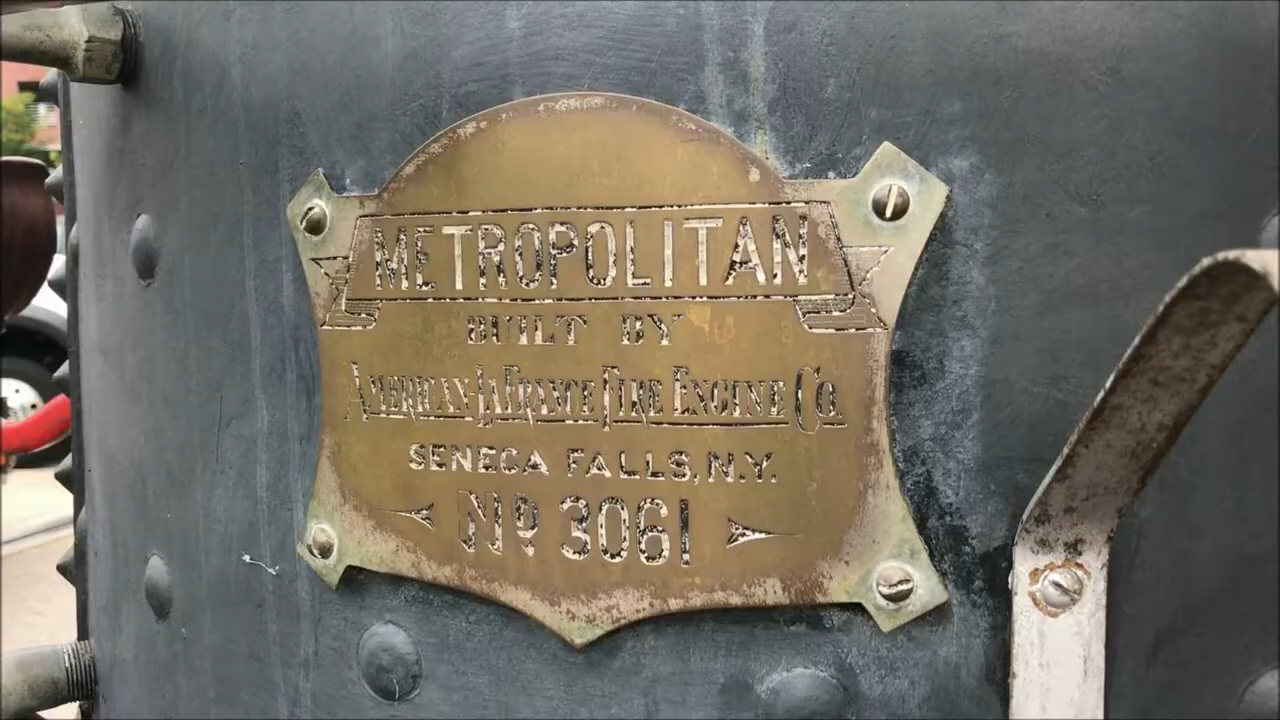 METROPOLITAN
BUILT BY
AMERICAN-LAFRANCE FIRE ENGINE CO.
SENECA FALLS, N.Y.
No 3061